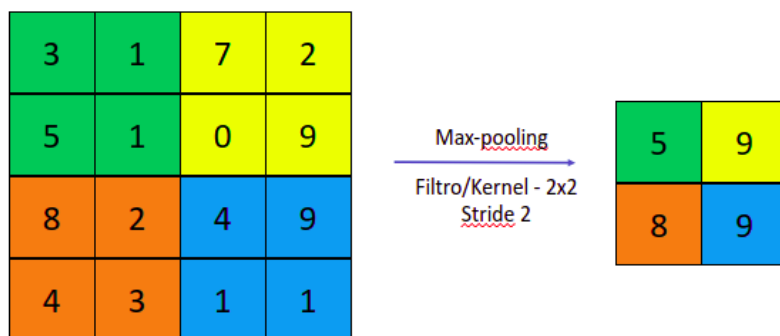 3 1 7 2
5 1 0 9
8 2 4 9
4 3 1 1
Max-pooling
Filtro/Kernel - 2x2
Stride 2
5 9
8 9